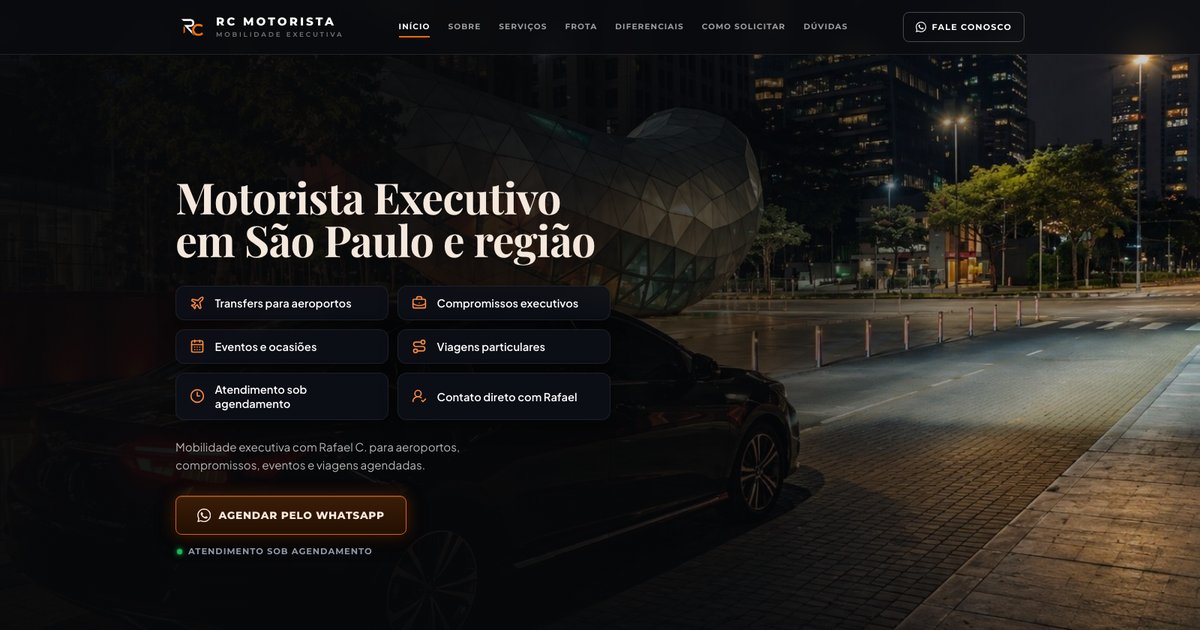 RC MOTORISTA
MOBILIDADE EXECUTIVA
INÍCIO
SOBRE
SERVIÇOS
FROTA
DIFERENCIAIS
COMO SOLICITAR
DÚVIDAS
FALE CONOSCO
Motorista Executivo
em São Paulo e região
Transfers para aeroportos
Compromissos executivos
Eventos e ocasiões
Viagens particulares
Atendimento sob
agendamento
Contato direto com Rafael
Mobilidade executiva com Rafael C. para aeroportos,
compromissos, eventos e viagens agendadas.
AGENDAR PELO WHATSAPP
ATENDIMENTO SOB AGENDAMENTO